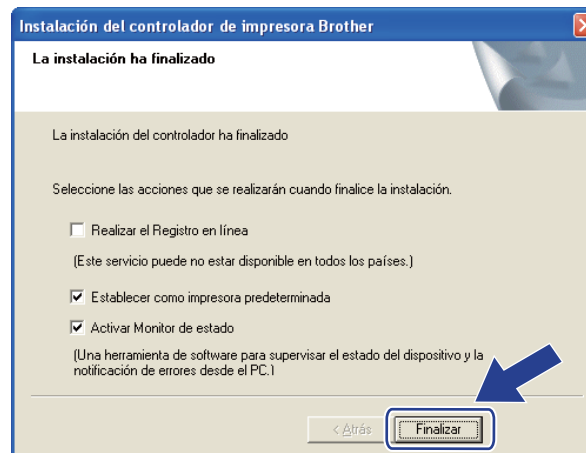 Instalación del controlador de impresora Brother
La instalación ha finalizado
La instalación del controlador ha finalizado
Seleccione las acciones que se realizarán cuando finalice la instalación.
Realizar el Registro en línea
(Este servicio puede no estar disponible en todos los países.)
Establecer como impresora predeterminada
Activar Monitor de estado
(Una herramienta de software para supervisar el estado del dispositivo y la
notificación de errores desde el PC.)
< Atrás
Finalizar